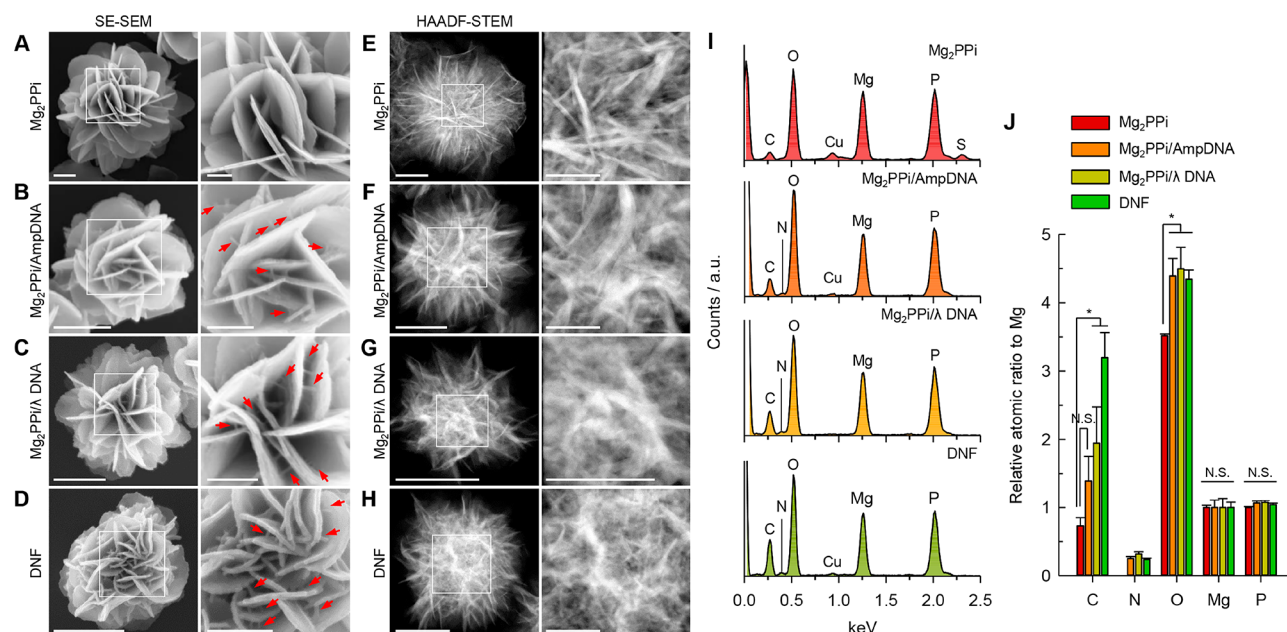 SE-SEM
HAADF-STEM
A
Mg₂PPi
B
Mg₂PPi/AmpDNA
C
Mg₂PPi/λ DNA
D
DNF
E
Mg₂PPi
F
Mg₂PPi/AmpDNA
G
Mg₂PPi/λ DNA
H
DNF
I
Counts / a.u.
Mg₂PPi
C
O
Cu
Mg
P
S
Mg₂PPi/AmpDNA
C
N
O
Cu
Mg
P
Mg₂PPi/λ DNA
C
N
O
Mg
P
DNF
C
N
O
Cu
Mg
P
0.0 0.5 1.0 1.5 2.0 2.5
keV
J
Mg₂PPi
Mg₂PPi/AmpDNA
Mg₂PPi/λ DNA
DNF
Relative atomic ratio to Mg
5
4
3
2
1
0
*
N.S.
*
N.S.
N.S.
C N O Mg P